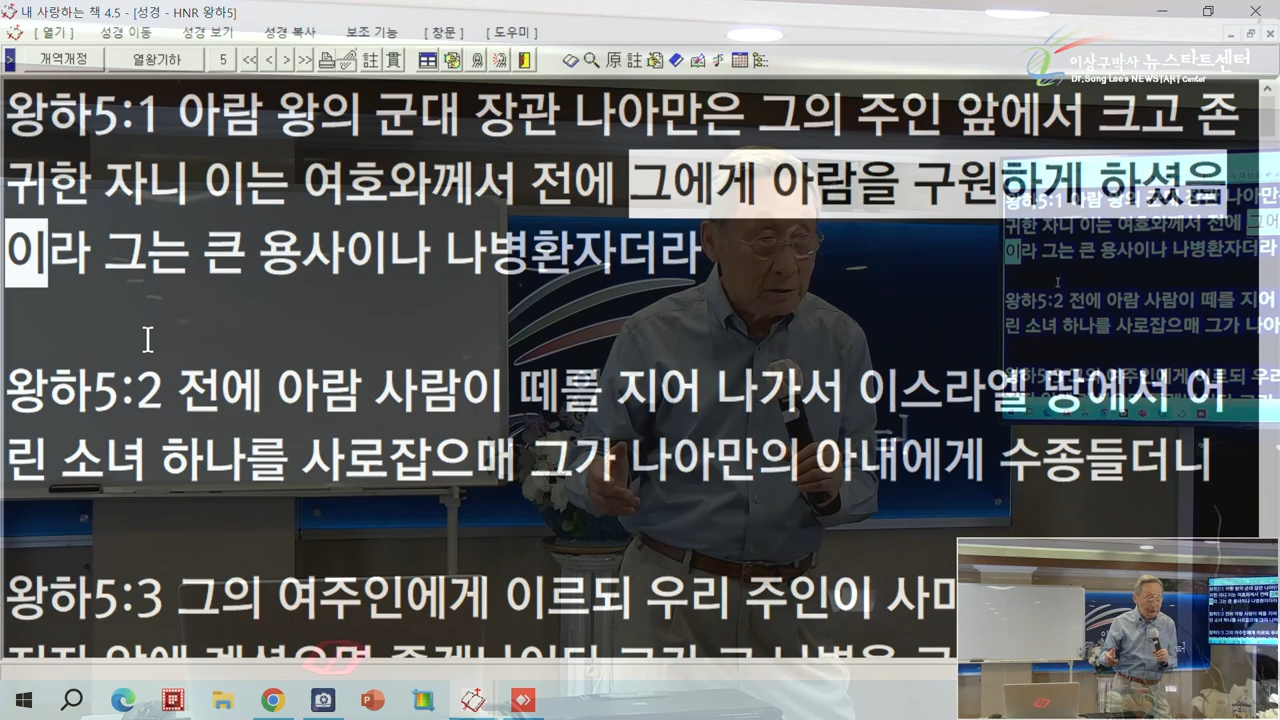 내 사랑하는 책 4.5 - [성경 - HNR 왕하5]
[ 열기 ] 성경 이동 성경 보기 성경 복사 보조 기능 [ 창문 ] [ 도우미 ]
개역개정 열왕기하 5
이상구박사 뉴스타트센터
Dr. Sang Lee's NEWSTART Center
왕하5:1 아람 왕의 군대 장관 나아만은 그의 주인 앞에서 크고 존
귀한 자니 이는 여호와께서 전에 그에게 아람을 구원하게 하셨음
이라 그는 큰 용사이나 나병환자더라
왕하5:2 전에 아람 사람이 떼를 지어 나가서 이스라엘 땅에서 어
린 소녀 하나를 사로잡으매 그가 나아만의 아내에게 수종들더니
왕하5:3 그의 여주인에게 이르되 우리 주인이 사마